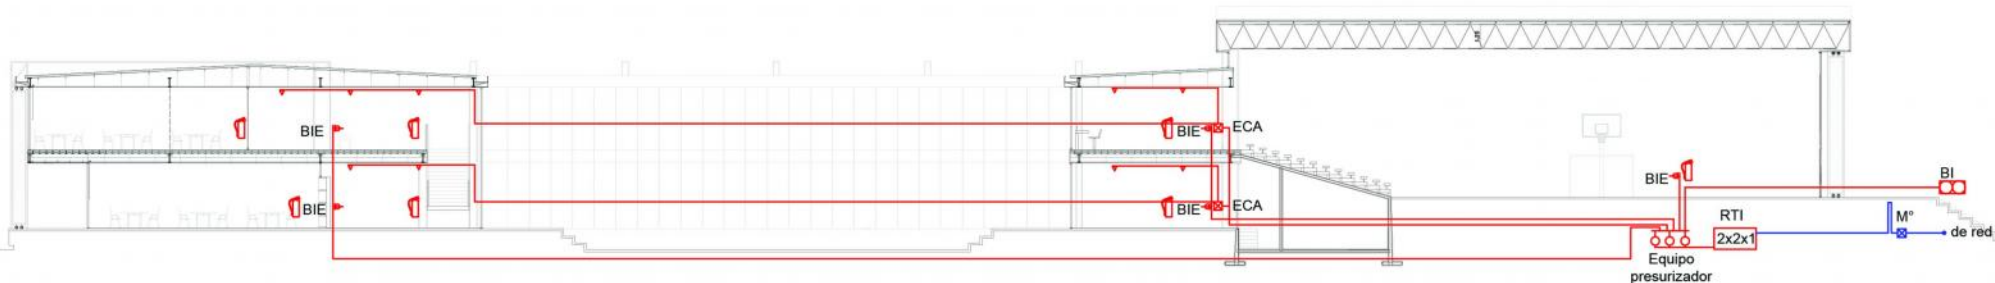 BIE
BIE
ECA
BIE
BI
BIE
BIE
ECA
RTI
M°
2x2x1
de red
Equipo
presurizador